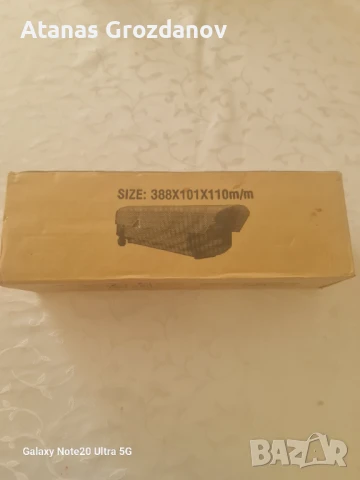 Atanas Grozdanov
SIZE: 388X101X110m/m
Galaxy Note20 Ultra 5G
BAZAR